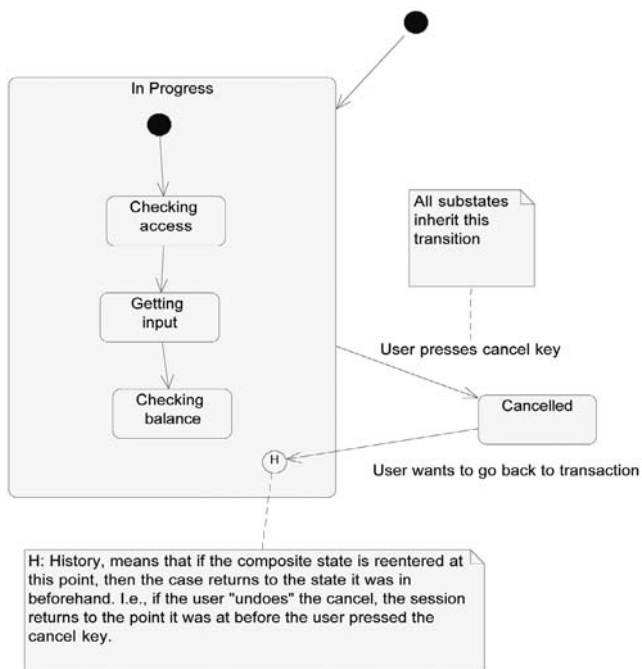 In Progress
Checking
access
All substates
inherit this
transition
Getting
input
User presses cancel key
Checking
balance
Cancelled
H
User wants to go back to transaction
H: History, means that if the composite state is reentered at
this point, then the case returns to the state it was in
beforehand. I.e., if the user "undoes" the cancel, the session
returns to the point it was at before the user pressed the
cancel key.